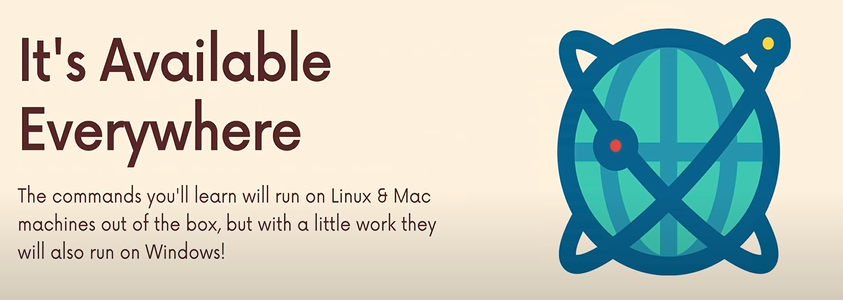 It's Available
Everywhere
The commands you'll learn will run on Linux & Mac
machines out of the box, but with a little work they
will also run on Windows!